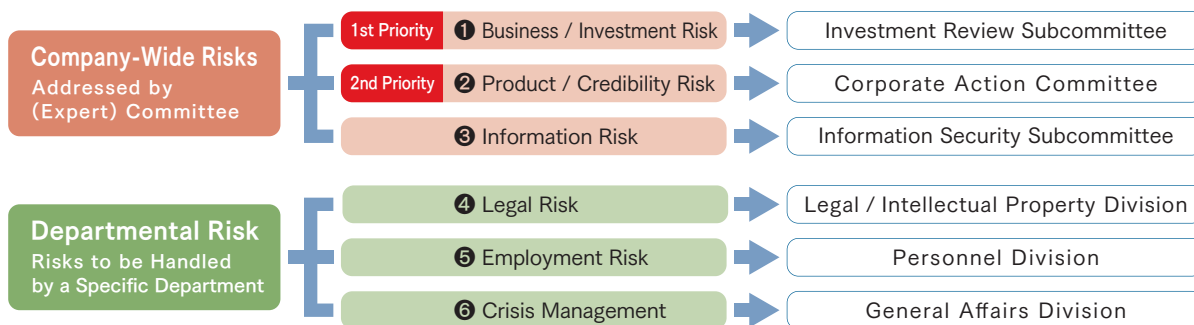 Company-Wide Risks
Addressed by
(Expert) Committee
1st Priority ❶ Business / Investment Risk
Investment Review Subcommittee
2nd Priority ❷ Product / Credibility Risk
Corporate Action Committee
❸ Information Risk
Information Security Subcommittee
Departmental Risk
Risks to be Handled
by a Specific Department
❹ Legal Risk
Legal / Intellectual Property Division
❺ Employment Risk
Personnel Division
❻ Crisis Management
General Affairs Division